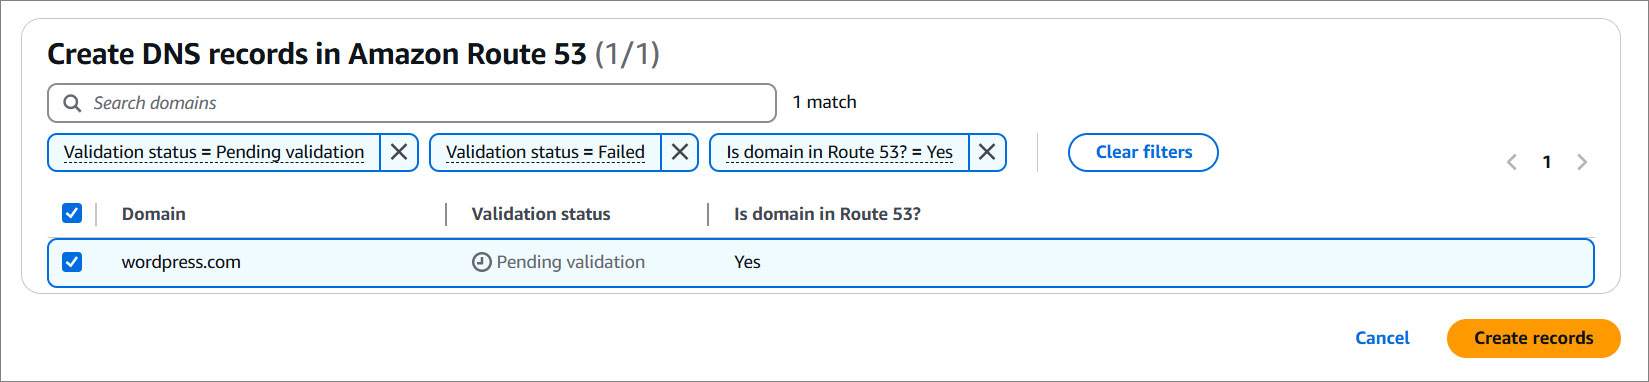 Create DNS records in Amazon Route 53 (1/1)
Search domains
1 match
Validation status = Pending validation
Validation status = Failed
Is domain in Route 53? = Yes
Clear filters
1
Domain
Validation status
Is domain in Route 53?
wordpress.com
Pending validation
Yes
Cancel
Create records